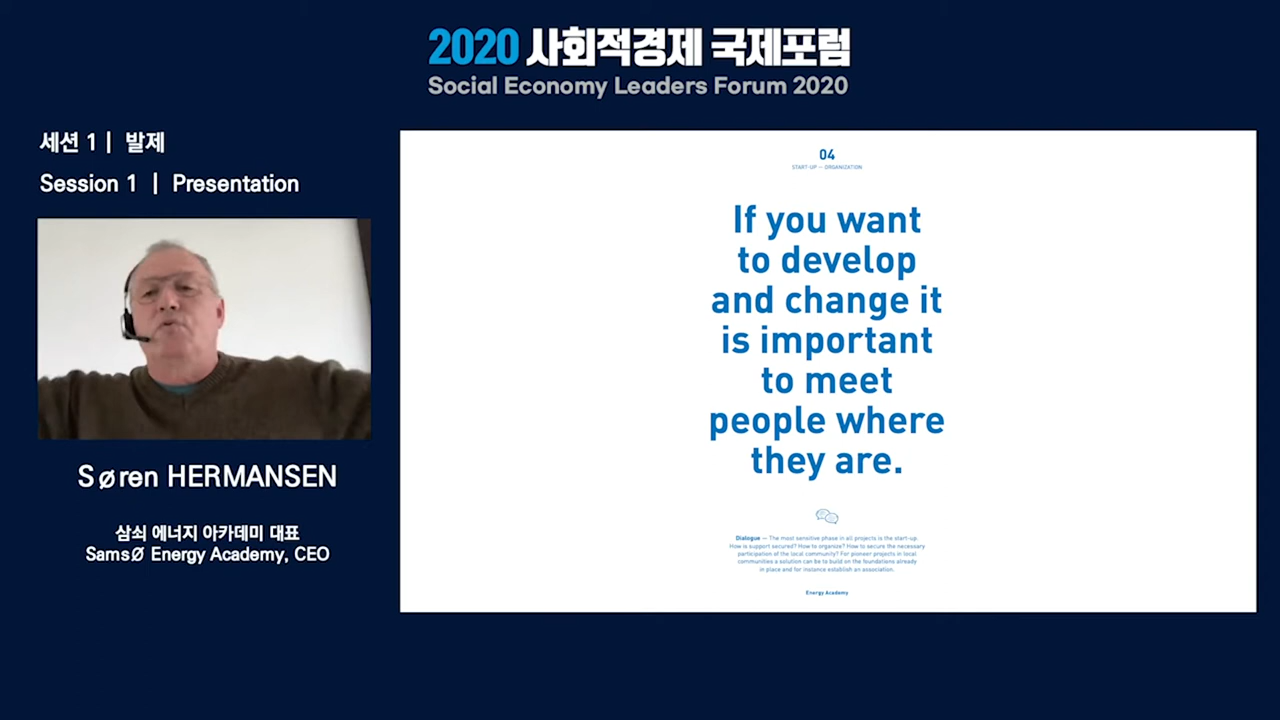 2020 사회적경제 국제포럼
Social Economy Leaders Forum 2020
세션 1 | 발제
Session 1 | Presentation
Søren HERMANSEN
삼쇠 에너지 아카데미 대표
SamsØ Energy Academy, CEO
04
START-UP — ORGANIZATION
If you want
to develop
and change it
is important
to meet
people where
they are.
Dialogue — The most sensitive phase in all projects is the start-up.
How is support secured? How to organize? How to secure the necessary
participation of the local community? For pioneer projects in local
communities a solution can be to build on the foundations already
in place and for instance establish an association.
Energy Academy